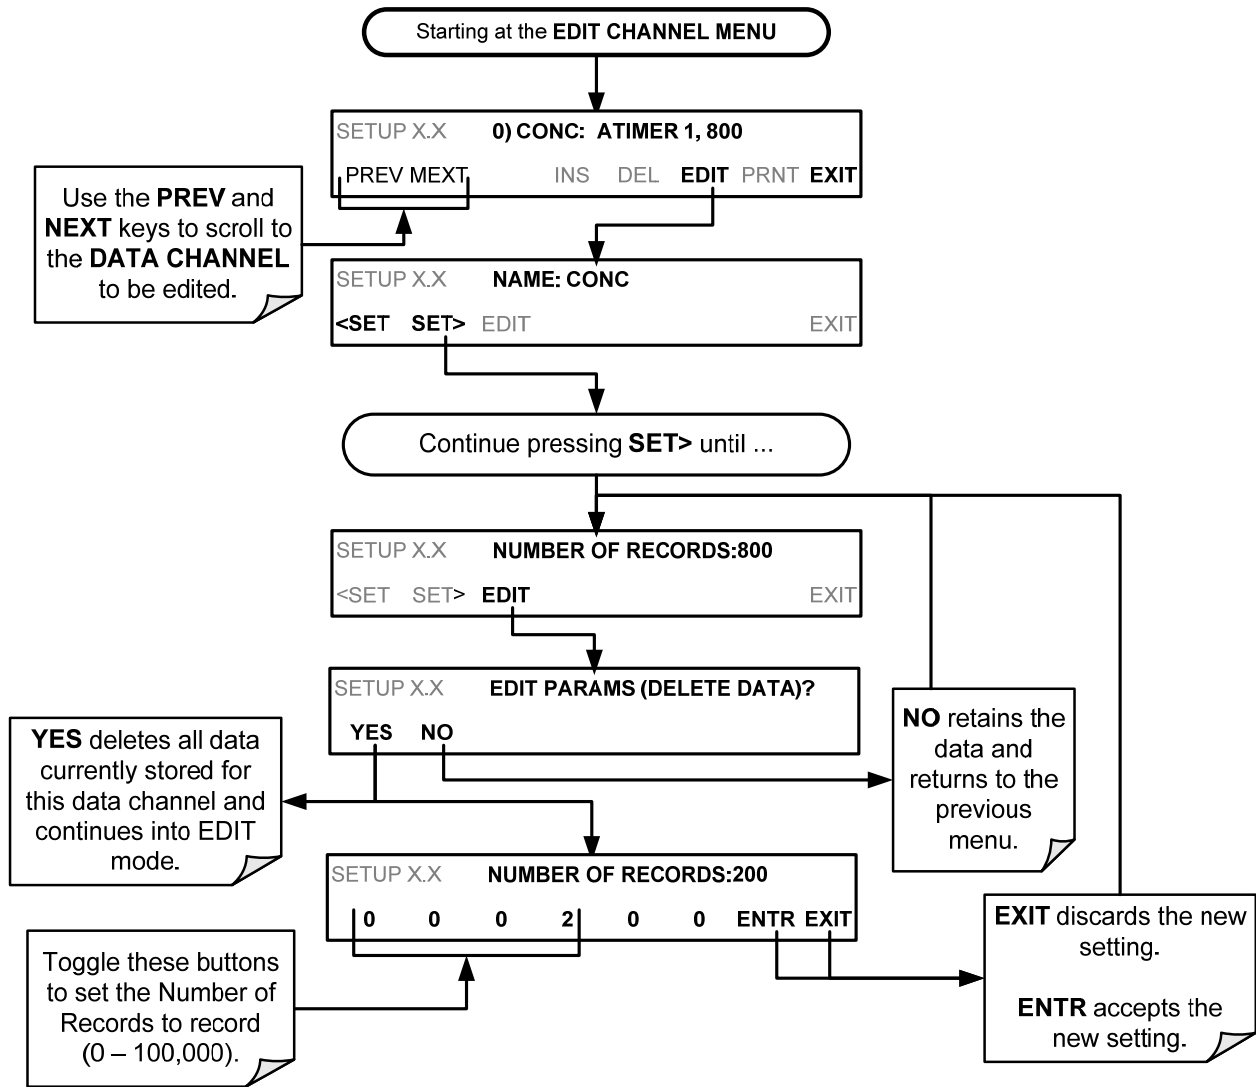 Starting at the EDIT CHANNEL MENU
SETUP X.X 0) CONC: ATIMER 1, 800
PREV MEXT INS DEL EDIT PRNT EXIT
Use the PREV and
NEXT keys to scroll to
the DATA CHANNEL
to be edited.
SETUP X.X NAME: CONC
<SET SET> EDIT EXIT
Continue pressing SET> until ...
SETUP X.X NUMBER OF RECORDS:800
<SET SET> EDIT EXIT
SETUP X.X EDIT PARAMS (DELETE DATA)?
YES NO
NO retains the
data and
returns to the
previous
menu.
YES deletes all data
currently stored for
this data channel and
continues into EDIT
mode.
SETUP X.X NUMBER OF RECORDS:200
0 0 0 2 0 0 ENTR EXIT
Toggle these buttons
to set the Number of
Records to record
(0 – 100,000).
EXIT discards the new
setting.
ENTR accepts the
new setting.